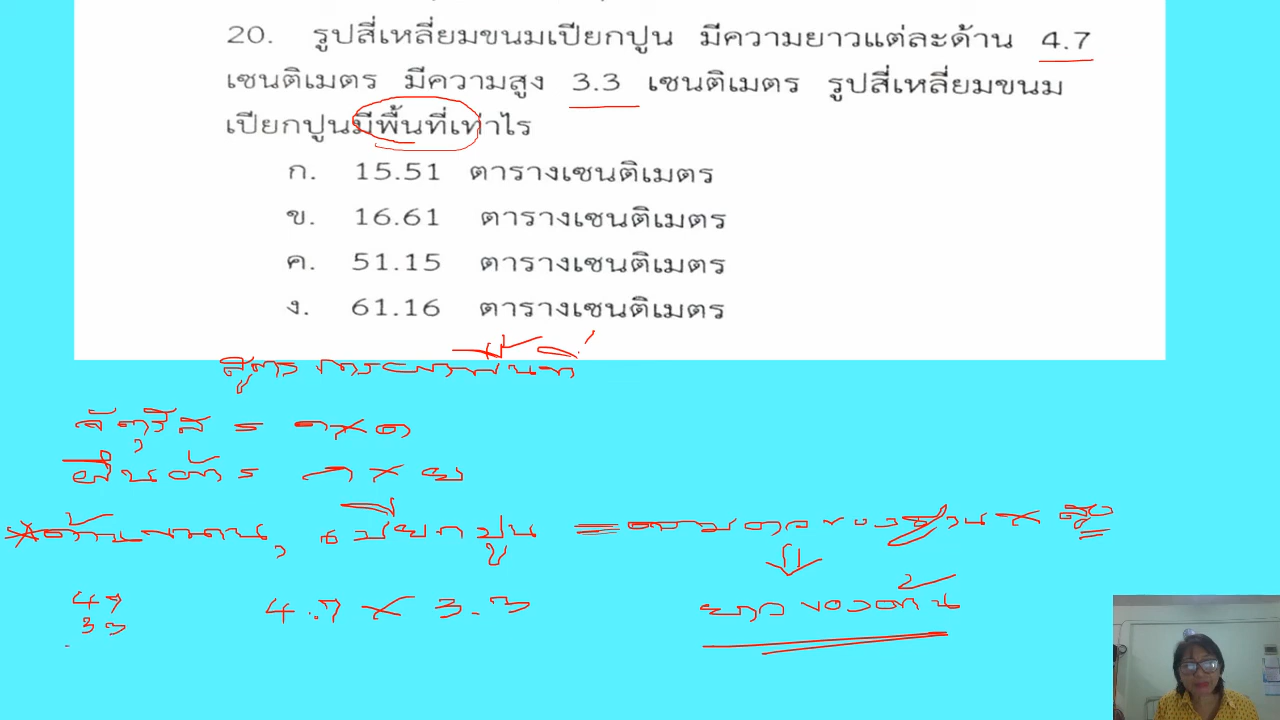 20. รูปสี่เหลี่ยมขนมเปียกปูน มีความยาวแต่ละด้าน 4.7
เซนติเมตร มีความสูง 3.3 เซนติเมตร รูปสี่เหลี่ยมขนม
เปียกปูนมีพื้นที่เท่าไร
ก. 15.51 ตารางเซนติเมตร
ข. 16.61 ตารางเซนติเมตร
ค. 51.15 ตารางเซนติเมตร
ง. 61.16 ตารางเซนติเมตร
สูตรการหาพื้นที่
จัตุรัส = ด×ด
ผืนผ้า = ก × ย
ด้านขนาน, เปียกปูน = ความยาวของฐาน × สูง
ยาวของด้าน
4.7 × 3.3
47
33